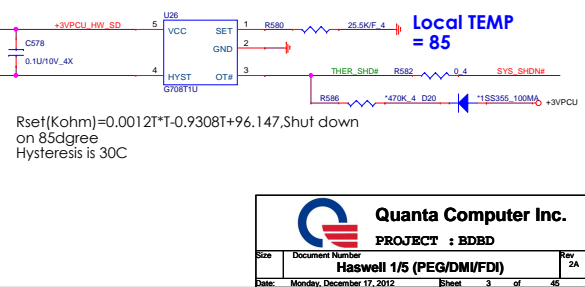 U26
+3VPCU_HW_SD 5 VCC SET 1 R580 25.5K/F_4
Local TEMP
= 85
C578
GND 2
0.1U/10V_4X
4 HYST OT# 3 THER_SHD# R582 0_4 SYS_SHDN#
G708T1U
R586 *470K_4 D20 *1SS355_100MA +3VPCU
Rset(Kohm)=0.0012T*T-0.9308T+96.147,Shut down
on 85dgree
Hysteresis is 30C
Quanta Computer Inc.
PROJECT : BDBD
Size Document Number Rev
Haswell 1/5 (PEG/DMI/FDI) 2A
Date: Monday, December 17, 2012 Sheet 3 of 45